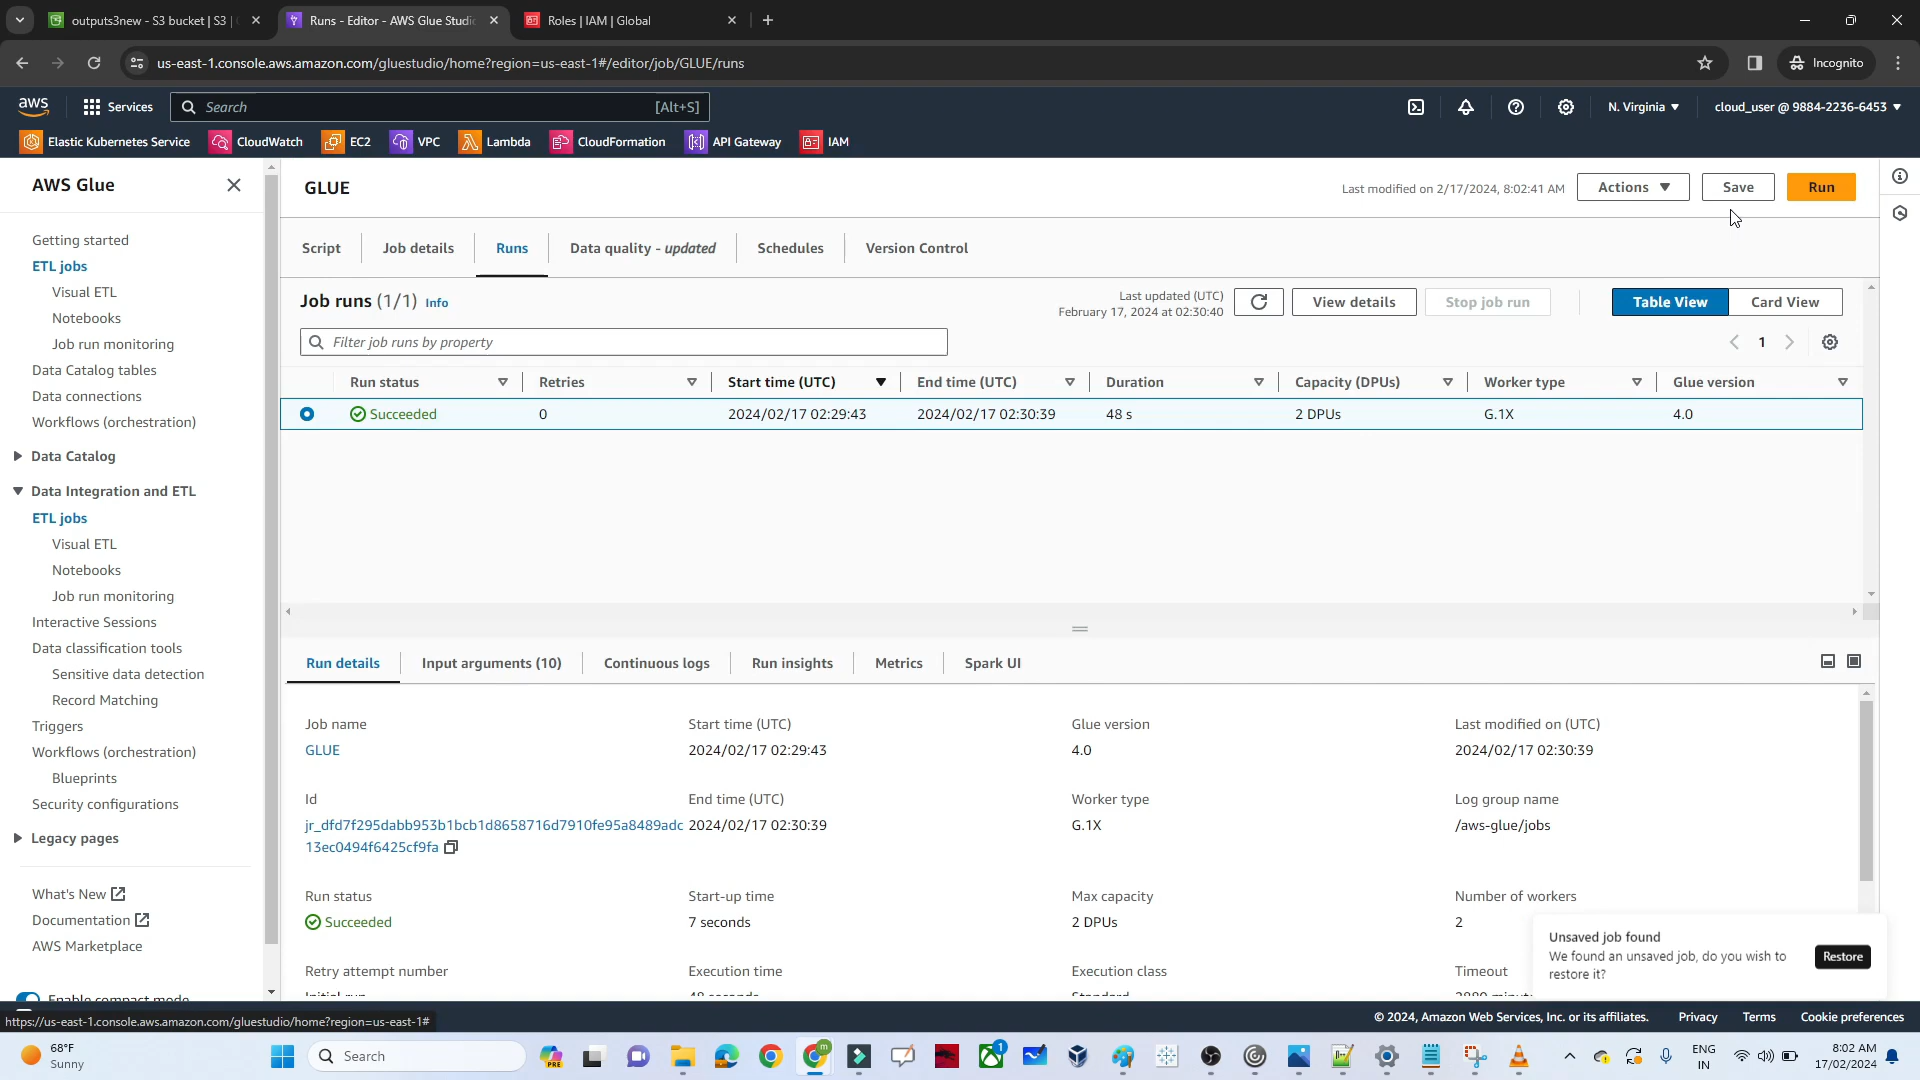 outputs3new - S3 bucket | S3 |
Runs - Editor - AWS Glue Studio
Roles | IAM | Global
us-east-1.console.aws.amazon.com/gluestudio/home?region=us-east-1#/editor/job/GLUE/runs
Incognito
aws
Services
Search
[Alt+S]
N. Virginia
cloud_user @ 9884-2236-6453
Elastic Kubernetes Service
CloudWatch
EC2
VPC
Lambda
CloudFormation
API Gateway
IAM
AWS Glue
Getting started
ETL jobs
Visual ETL
Notebooks
Job run monitoring
Data Catalog tables
Data connections
Workflows (orchestration)
Data Catalog
Data Integration and ETL
ETL jobs
Visual ETL
Notebooks
Job run monitoring
Interactive Sessions
Data classification tools
Sensitive data detection
Record Matching
Triggers
Workflows (orchestration)
Blueprints
Security configurations
Legacy pages
What's New
Documentation
AWS Marketplace
Enable compact mode
GLUE
Last modified on 2/17/2024, 8:02:41 AM
Actions
Save
Run
Script
Job details
Runs
Data quality - updated
Schedules
Version Control
Job runs (1/1) Info
Last updated (UTC)
February 17, 2024 at 02:30:40
View details
Stop job run
Table View
Card View
Filter job runs by property
1
Run status
Retries
Start time (UTC)
End time (UTC)
Duration
Capacity (DPUs)
Worker type
Glue version
Succeeded
0
2024/02/17 02:29:43
2024/02/17 02:30:39
48 s
2 DPUs
G.1X
4.0
Run details
Input arguments (10)
Continuous logs
Run insights
Metrics
Spark UI
Job name
GLUE
Start time (UTC)
2024/02/17 02:29:43
Glue version
4.0
Last modified on (UTC)
2024/02/17 02:30:39
Id
jr_dfd7f295dabb953b1bcb1d8658716d7910fe95a8489adc
13ec0494f6425cf9fa
End time (UTC)
2024/02/17 02:30:39
Worker type
G.1X
Log group name
/aws-glue/jobs
Run status
Succeeded
Start-up time
7 seconds
Max capacity
2 DPUs
Number of workers
2
Retry attempt number
Initial run
Execution time
48 seconds
Execution class
Standard
Timeout
2880 minut
Unsaved job found
We found an unsaved job, do you wish to
restore it?
Restore
https://us-east-1.console.aws.amazon.com/gluestudio/home?region=us-east-1#
© 2024, Amazon Web Services, Inc. or its affiliates.
Privacy
Terms
Cookie preferences
68°F
Sunny
Search
PRE
m
1
ENG
IN
8:02 AM
17/02/2024